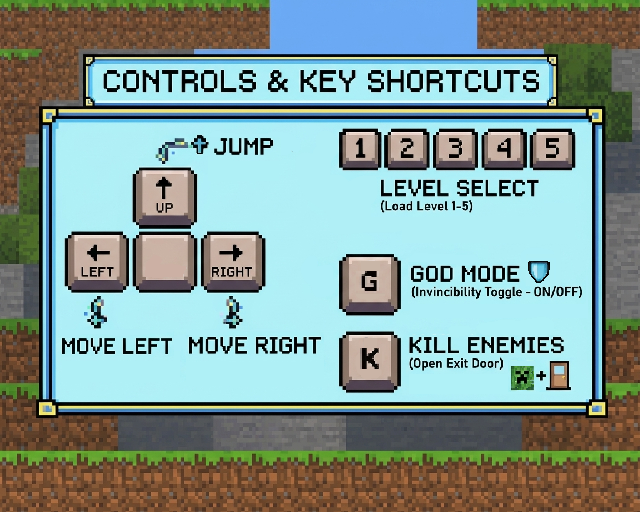 CONTROLS & KEY SHORTCUTS
JUMP
UP
LEFT
RIGHT
MOVE LEFT
MOVE RIGHT
1 2 3 4 5
LEVEL SELECT
(Load Level 1-5)
G
GOD MODE
(Invincibility Toggle - ON/OFF)
K
KILL ENEMIES
(Open Exit Door)
+